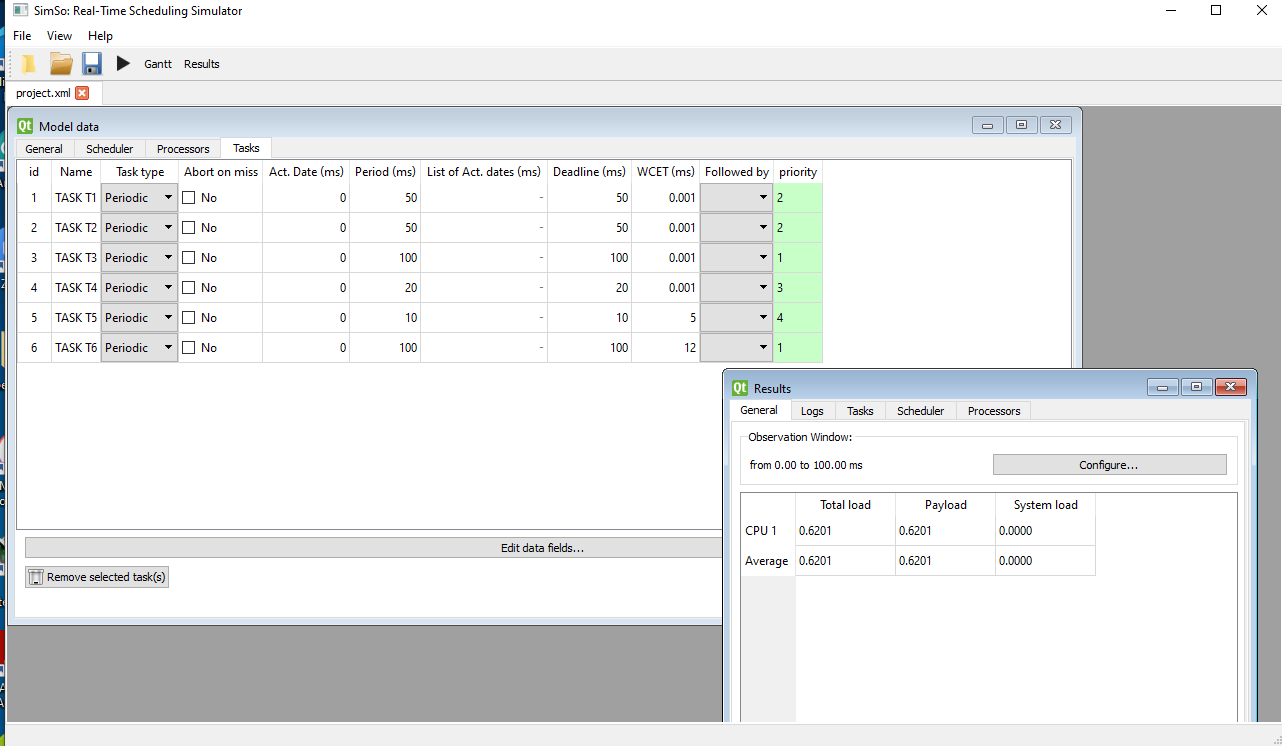 SimSo: Real-Time Scheduling Simulator
File View Help
Gantt Results
project.xml
Qt Model data
General Scheduler Processors Tasks
id Name Task type Abort on miss Act. Date (ms) Period (ms) List of Act. dates (ms) Deadline (ms) WCET (ms) Followed by priority
1 TASK T1 Periodic No 0 50 - 50 0.001 2
2 TASK T2 Periodic No 0 50 - 50 0.001 2
3 TASK T3 Periodic No 0 100 - 100 0.001 1
4 TASK T4 Periodic No 0 20 - 20 0.001 3
5 TASK T5 Periodic No 0 10 - 10 5 4
6 TASK T6 Periodic No 0 100 - 100 12 1
Edit data fields...
Remove selected task(s)
Qt Results
General Logs Tasks Scheduler Processors
Observation Window:
from 0.00 to 100.00 ms Configure...
Total load Payload System load
CPU 1 0.6201 0.6201 0.0000
Average 0.6201 0.6201 0.0000